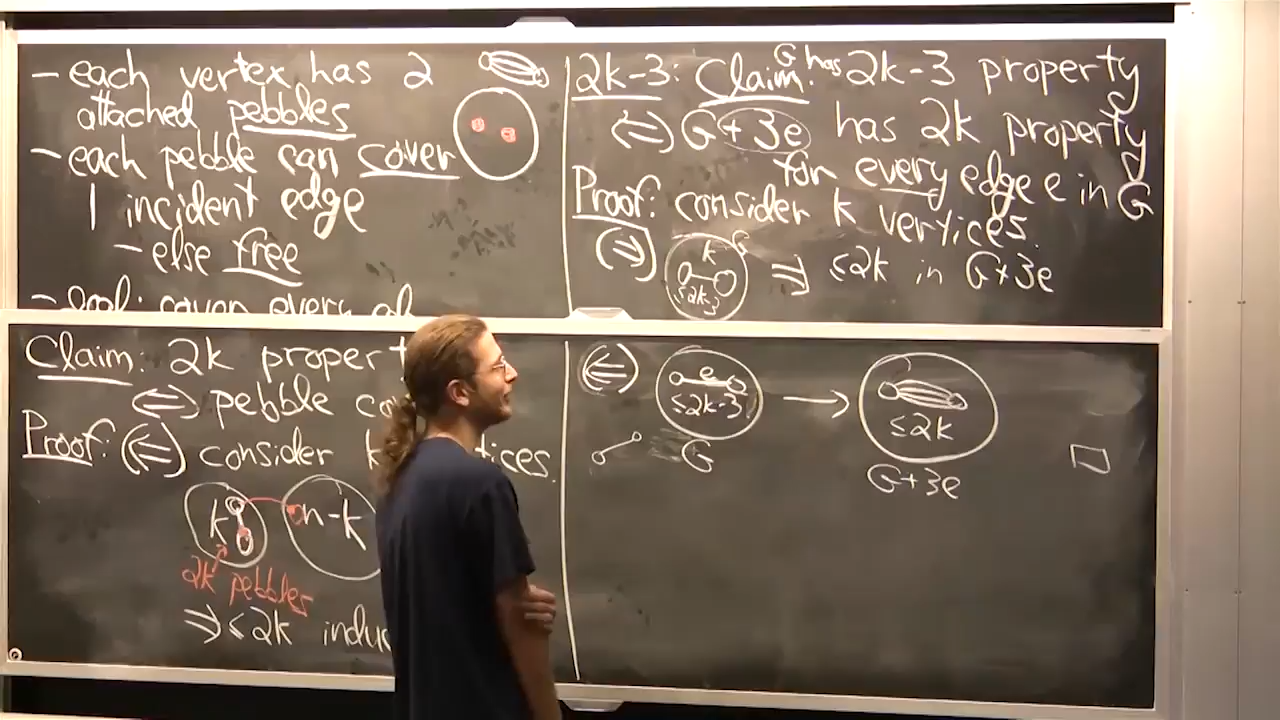 – each vertex has 2
attached pebbles
– each pebble can cover
1 incident edge
– else free
2k-3: Claim: G has 2k-3 property
⟺ G+3e has 2k property
for every edge e in G
Proof: consider k vertices.
(⇒) k G ≤2k-3 ⇒ ≤2k in G+3e
Claim: 2k propert
⟺ pebble co
Proof: (⇐) consider k tices.
k n-k
2k pebbles
⇒ ≤2k indu
(⇐) e ≤2k-3 → ≤2k
G G+3e